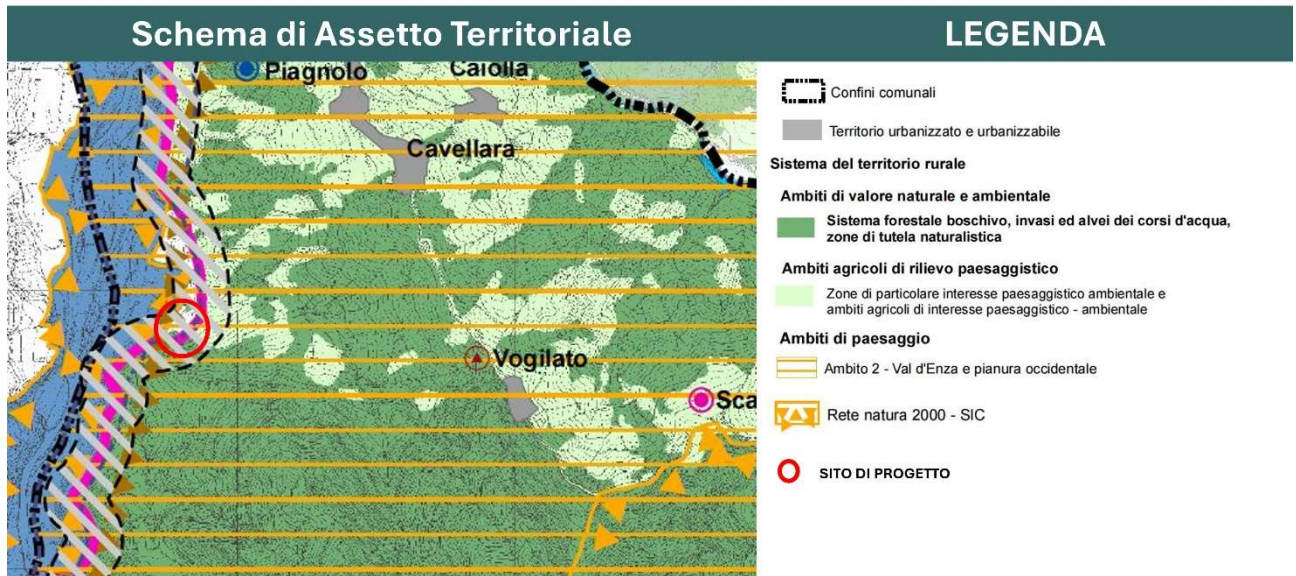 Schema di Assetto Territoriale
LEGENDA
Piagnolo
Caiolla
Cavellara
Vogilato
Sca
Confini comunali
Territorio urbanizzato e urbanizzabile
Sistema del territorio rurale
Ambiti di valore naturale e ambientale
Sistema forestale boschivo, invasi ed alvei dei corsi d'acqua,
zone di tutela naturalistica
Ambiti agricoli di rilievo paesaggistico
Zone di particolare interesse paesaggistico ambientale e
ambiti agricoli di interesse paesaggistico - ambientale
Ambiti di paesaggio
Ambito 2 - Val d'Enza e pianura occidentale
Rete natura 2000 - SIC
SITO DI PROGETTO